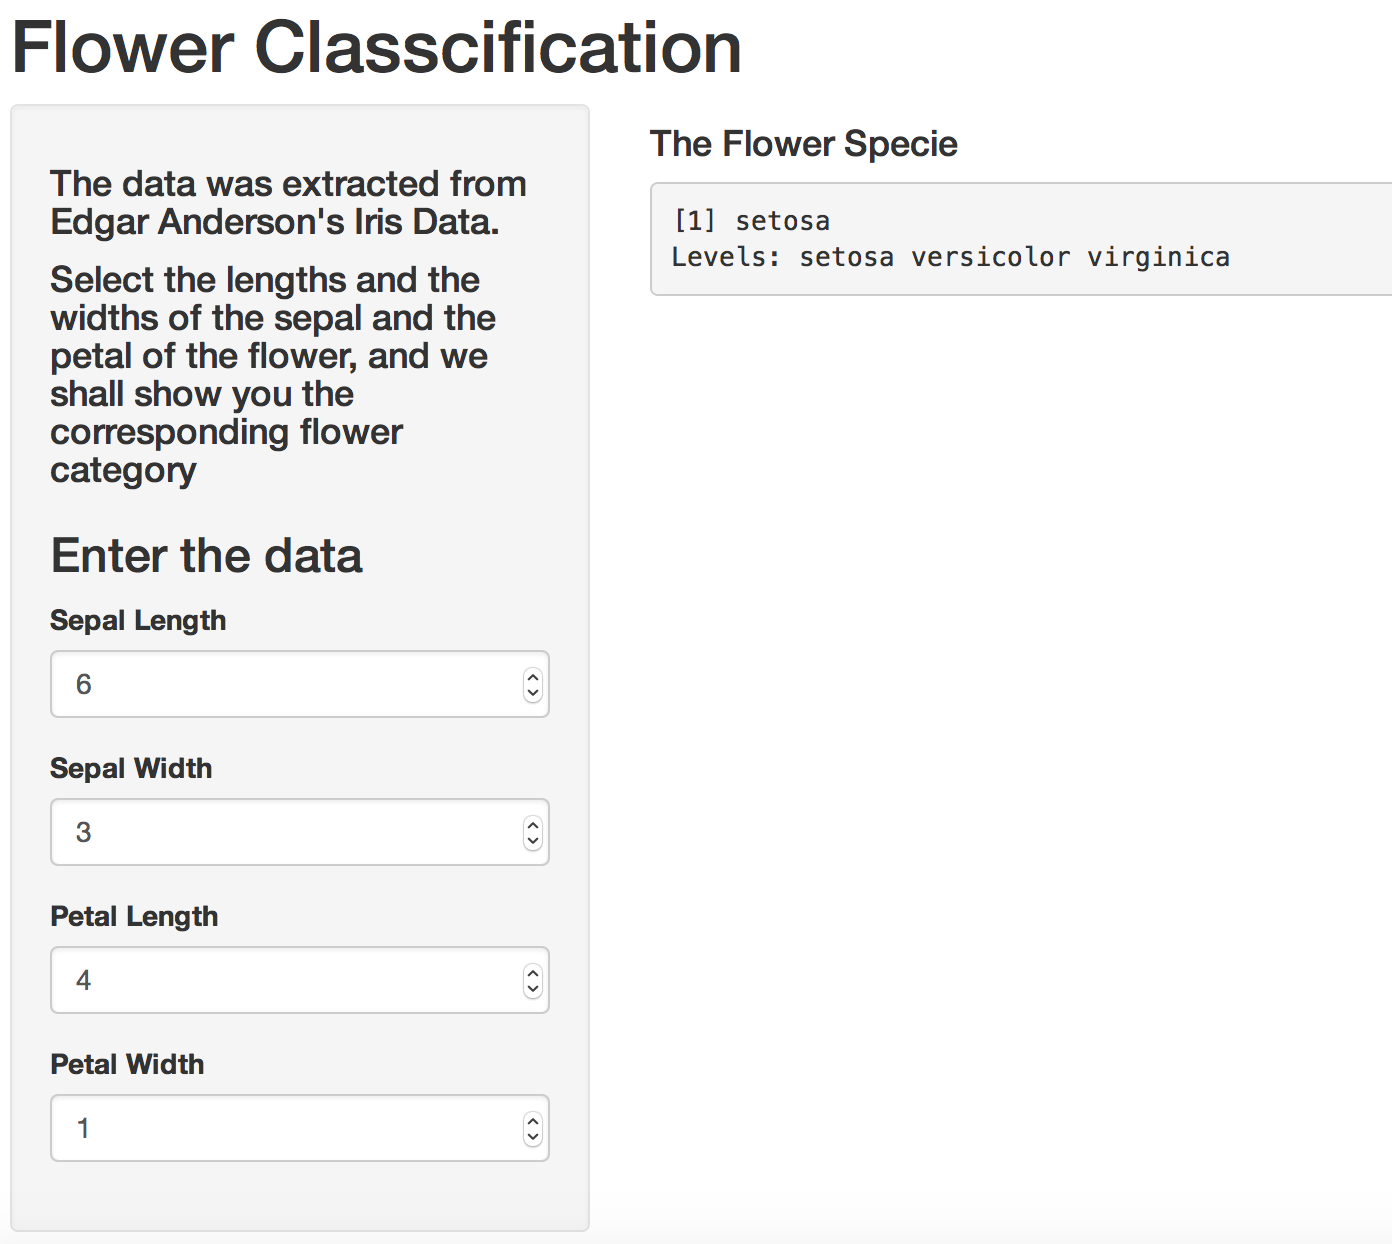 Flower Classcification
The data was extracted from
Edgar Anderson's Iris Data.
Select the lengths and the
widths of the sepal and the
petal of the flower, and we
shall show you the
corresponding flower
category
Enter the data
Sepal Length
6
Sepal Width
3
Petal Length
4
Petal Width
1
The Flower Specie
[1] setosa
Levels: setosa versicolor virginica